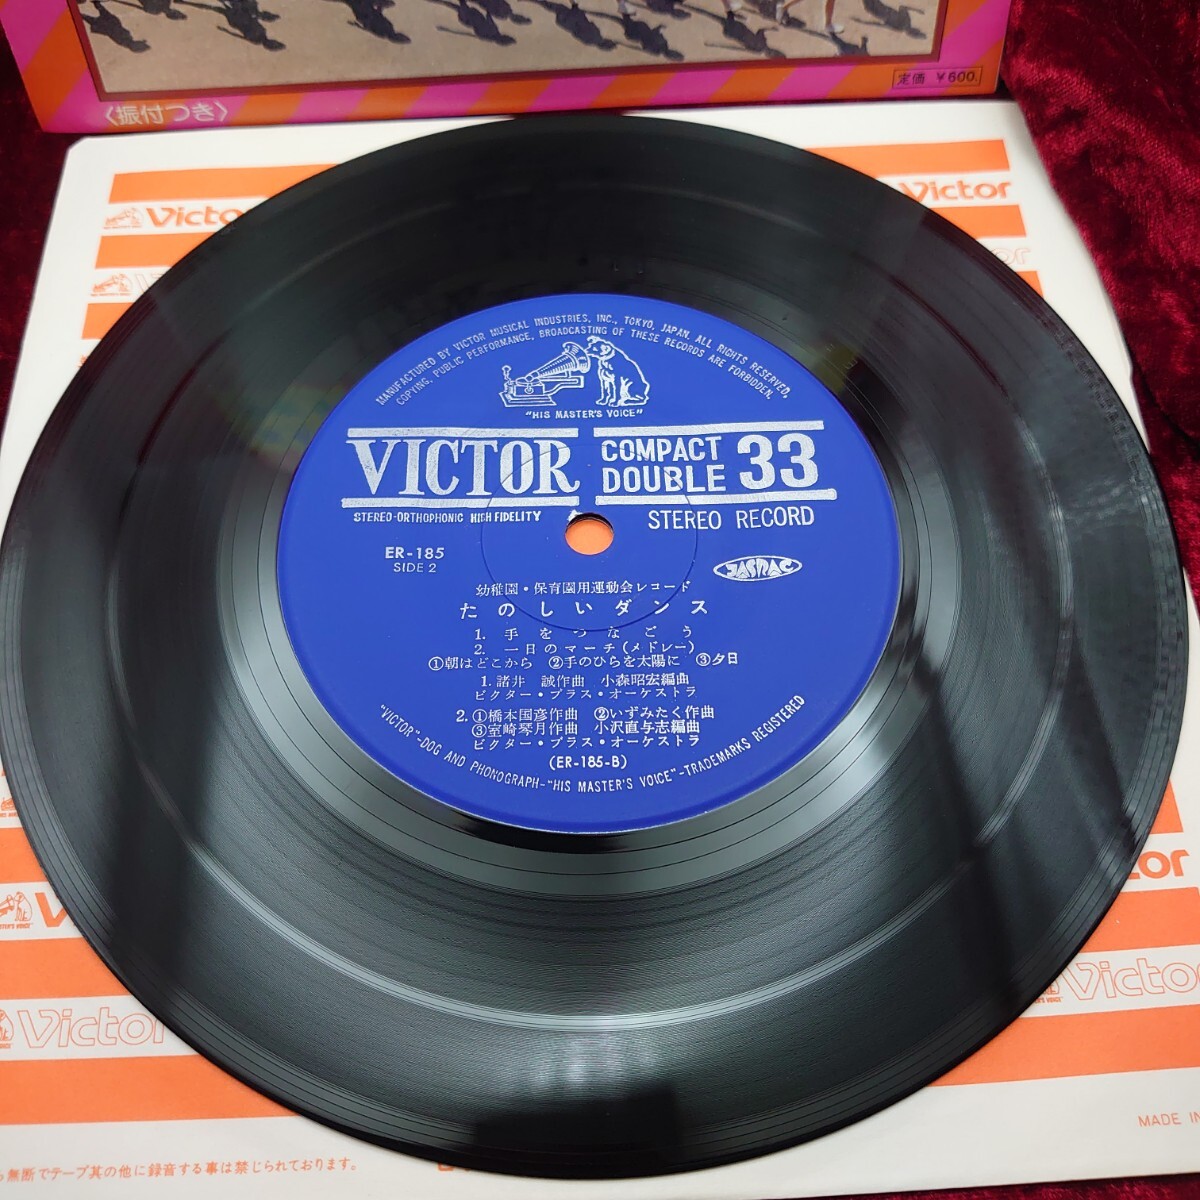 定価 ¥600.
〈振付つき〉
Victor
Victor
MANUFACTURED BY VICTOR MUSICAL INDUSTRIES, INC., TOKYO, JAPAN. ALL RIGHTS RESERVED.
COPYING, PUBLIC PERFORMANCE, BROADCASTING OF THESE RECORDS ARE FORBIDDEN.
"HIS MASTER'S VOICE"
VICTOR
COMPACT
DOUBLE 33
STEREO-ORTHOPHONIC HIGH FIDELITY
STEREO RECORD
ER-185
SIDE 2
JASRAC
幼稚園・保育園用運動会レコード
たのしいダンス
1. 手をつなごう
2. 一日のマーチ(メドレー)
①朝はどこから ②手のひらを太陽に ③夕日
1. 諸井 誠作曲 小森昭宏編曲
ビクター・ブラス・オーケストラ
2. ①橋本国彦作曲 ②いずみたく作曲
③室崎琴月作曲 小沢直与志編曲
ビクター・ブラス・オーケストラ
(ER-185-B)
"VICTOR"-DOG AND PHONOGRAPH-"HIS MASTER'S VOICE"-TRADEMARKS REGISTERED
Victor
Victor
MADE IN
無断でテープ其の他に録音する事は禁じられております。